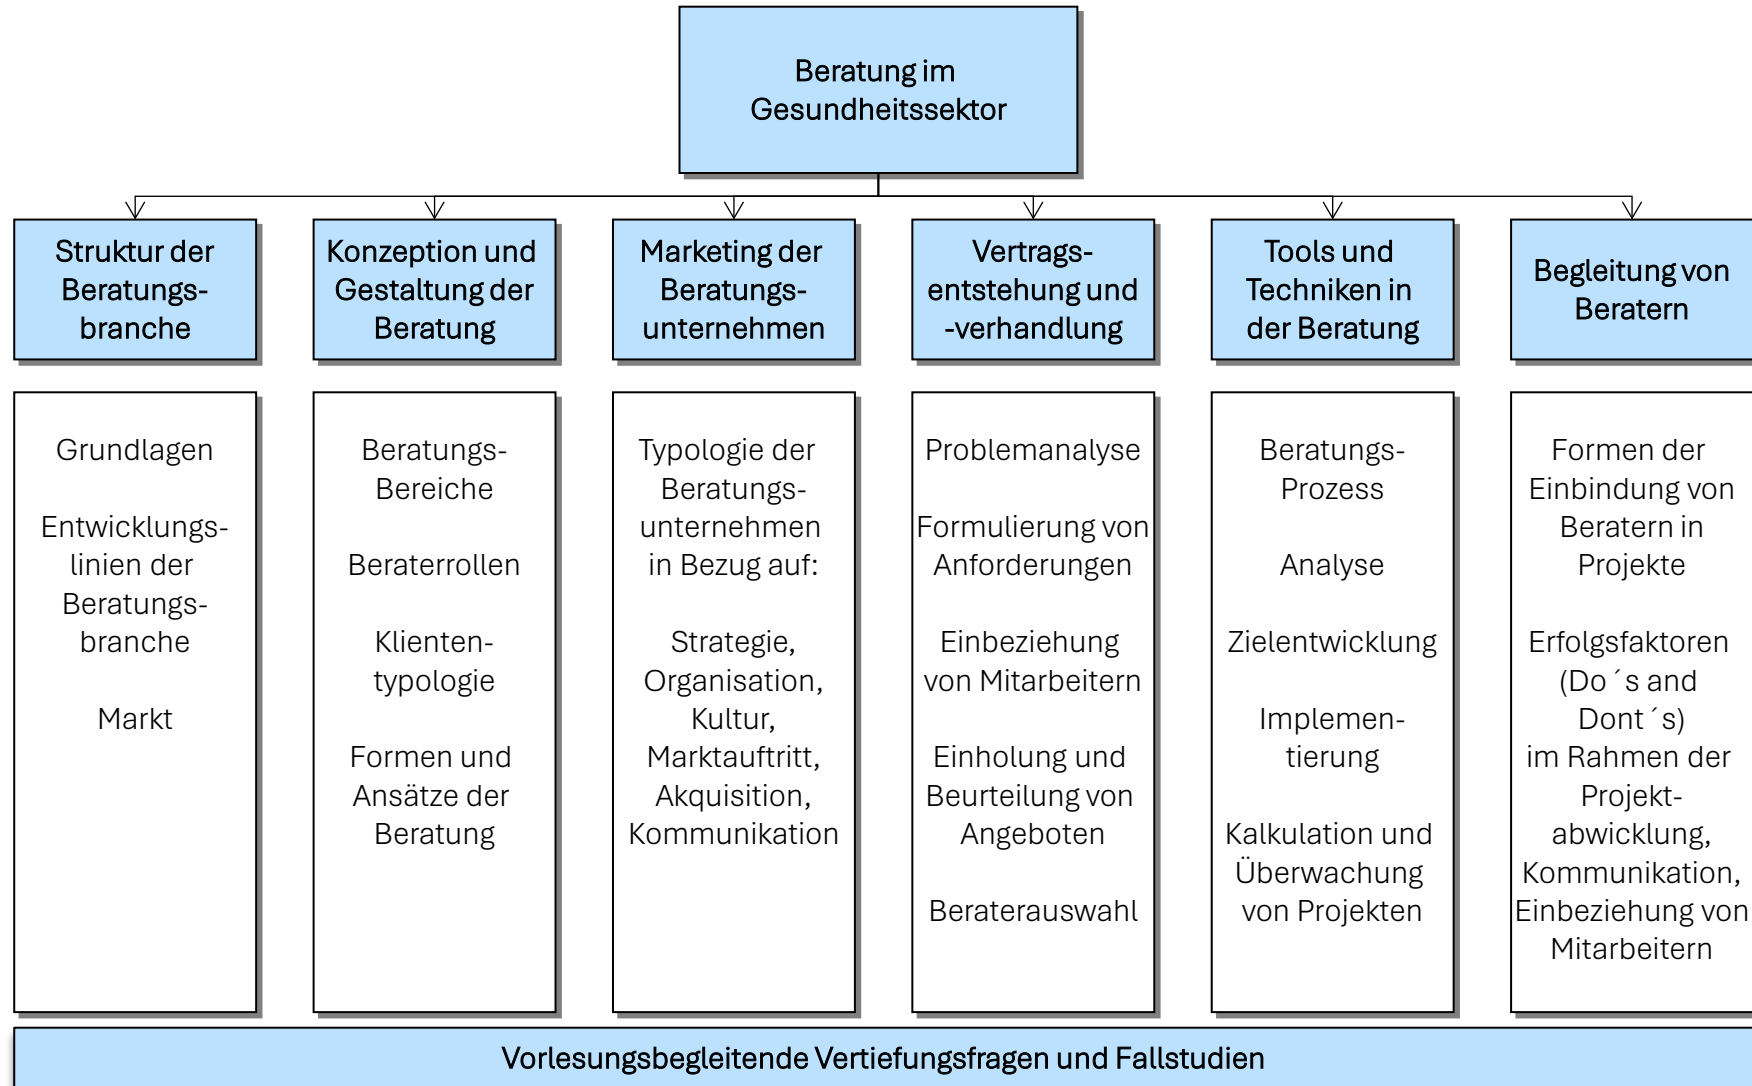 Beratung im
Gesundheitssektor
Struktur der
Beratungs-
branche
Konzeption und
Gestaltung der
Beratung
Marketing der
Beratungs-
unternehmen
Vertrags-
entstehung und
-verhandlung
Tools und
Techniken in
der Beratung
Begleitung von
Beratern
Grundlagen
Entwicklungs-
linien der
Beratungs-
branche
Markt
Beratungs-
Bereiche
Beraterrollen
Klienten-
typologie
Formen und
Ansätze der
Beratung
Typologie der
Beratungs-
unternehmen
in Bezug auf:
Strategie,
Organisation,
Kultur,
Marktauftritt,
Akquisition,
Kommunikation
Problemanalyse
Formulierung von
Anforderungen
Einbeziehung
von Mitarbeitern
Einholung und
Beurteilung von
Angeboten
Beraterauswahl
Beratungs-
Prozess
Analyse
Zielentwicklung
Implemen-
tierung
Kalkulation und
Überwachung
von Projekten
Formen der
Einbindung von
Beratern in
Projekte
Erfolgsfaktoren
(Do ´s and
Dont ´s)
im Rahmen der
Projekt-
abwicklung,
Kommunikation,
Einbeziehung von
Mitarbeitern
Vorlesungsbegleitende Vertiefungsfragen und Fallstudien